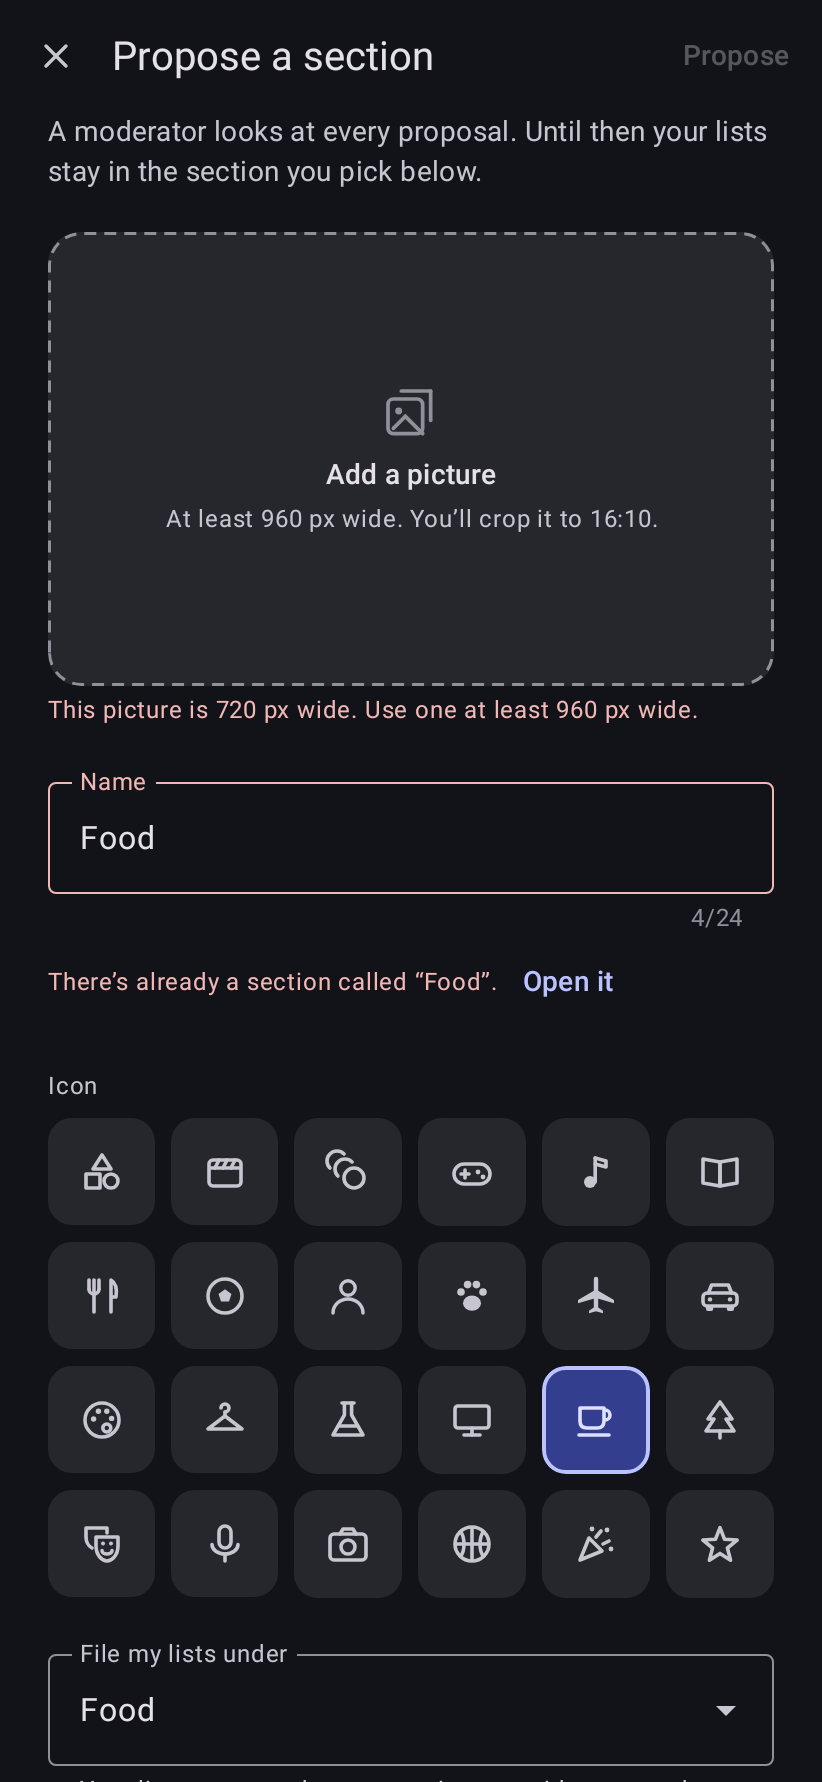 Propose a section
Propose
A moderator looks at every proposal. Until then your lists
stay in the section you pick below.
Add a picture
At least 960 px wide. You’ll crop it to 16:10.
This picture is 720 px wide. Use one at least 960 px wide.
Name
Food
4/24
There’s already a section called “Food”. Open it
Icon
File my lists under
Food